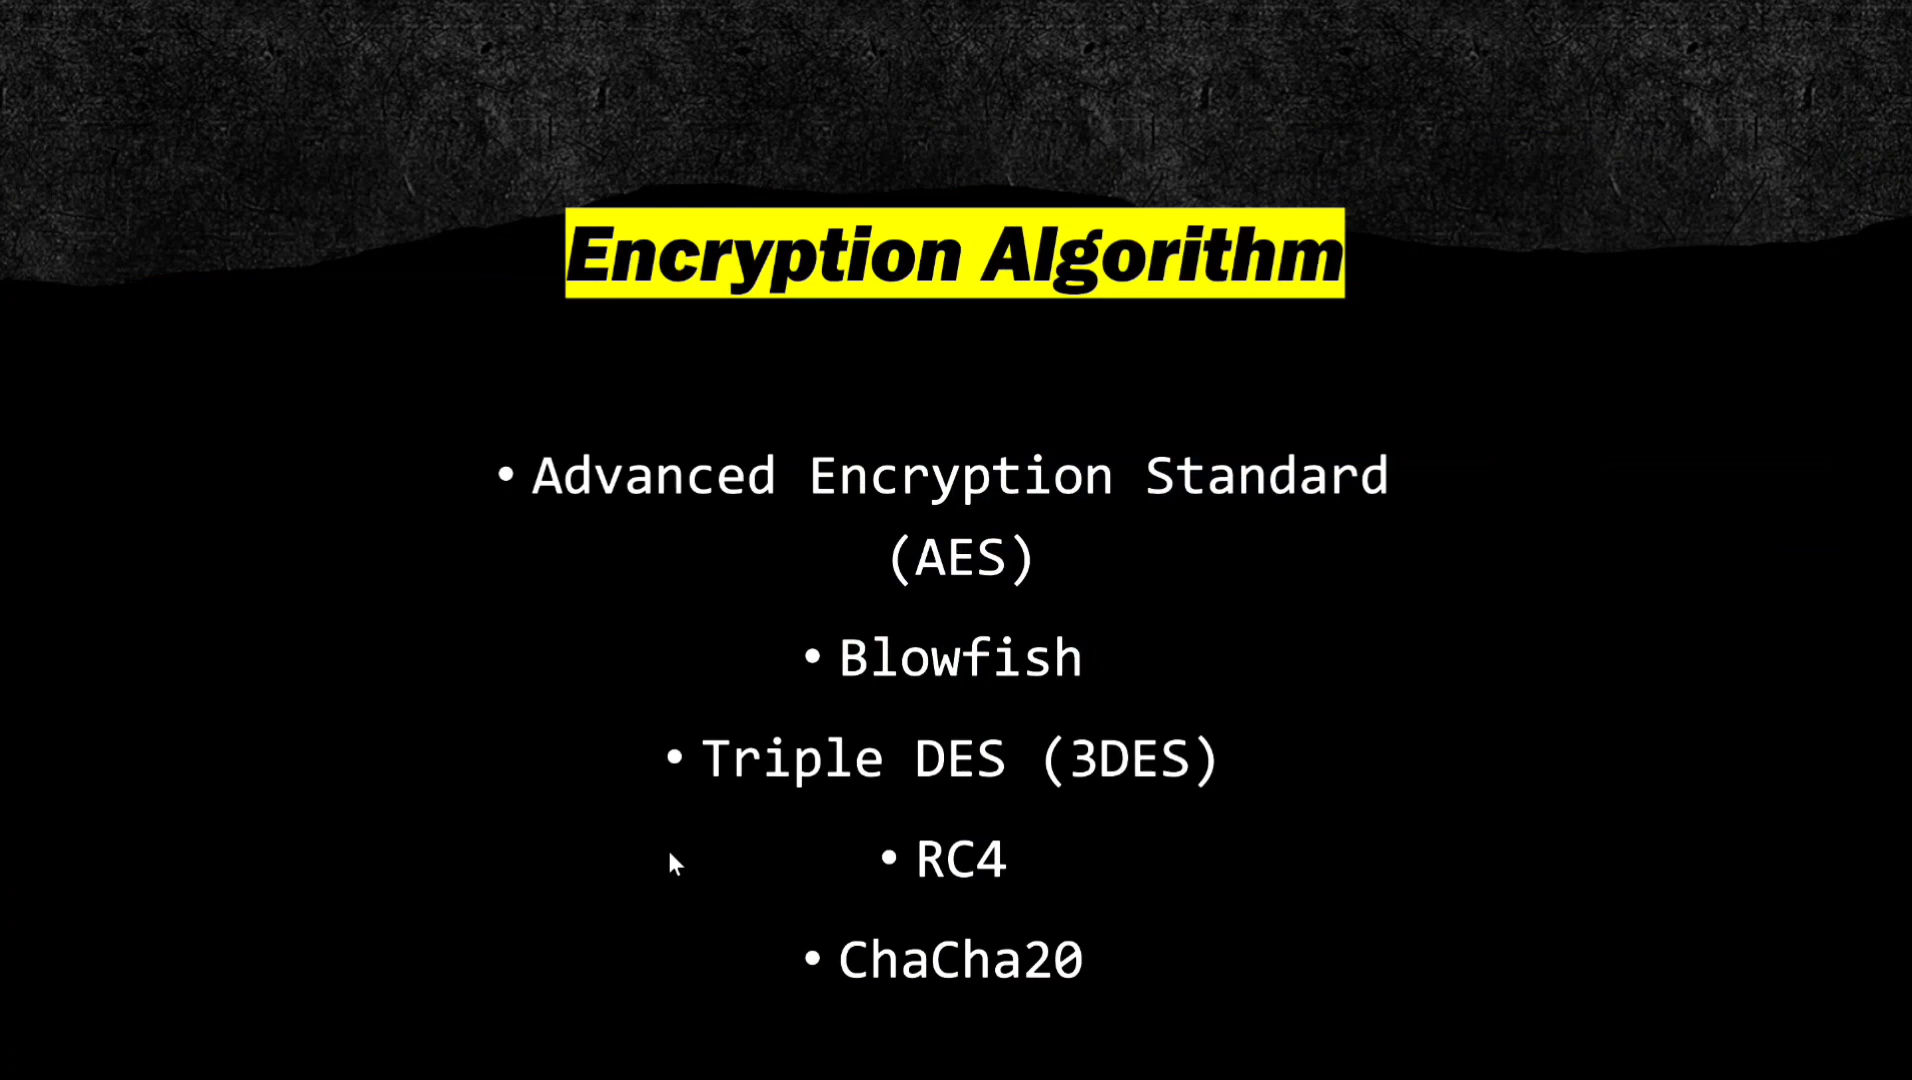 Encryption Algorithm
• Advanced Encryption Standard
(AES)
• Blowfish
• Triple DES (3DES)
• RC4
• ChaCha20